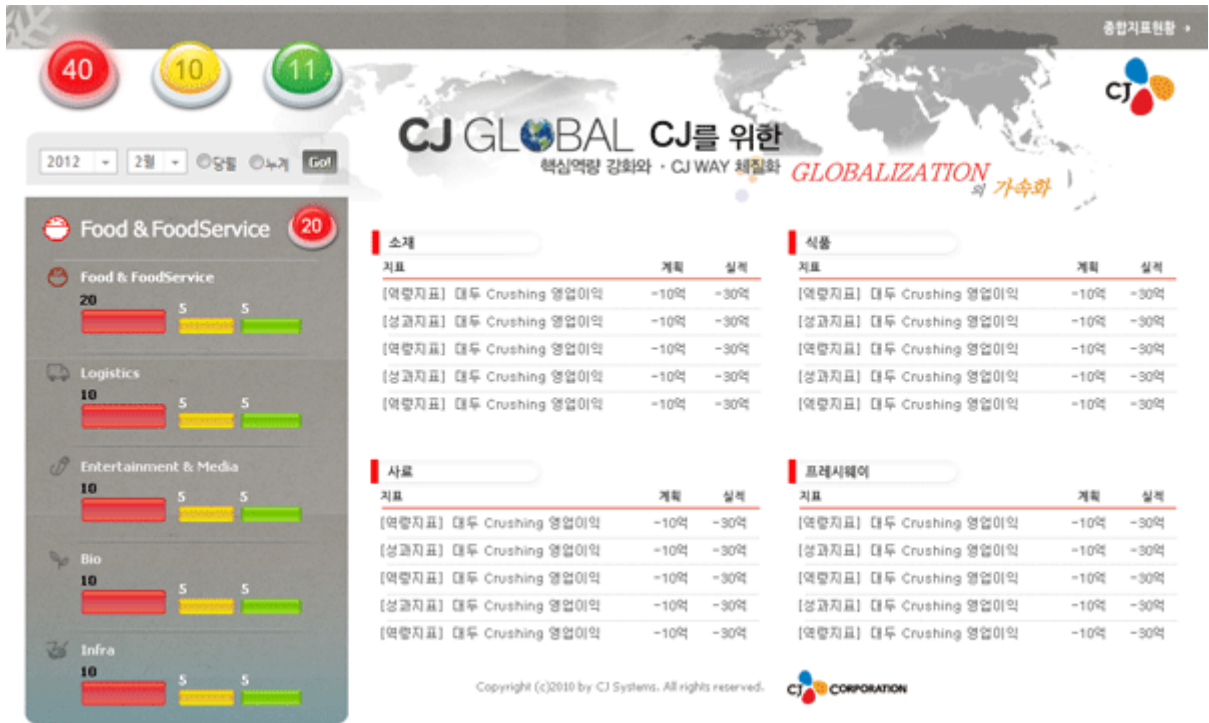 종합지표현황
40 10 11
CJ
CJ GLOBAL CJ를 위한
핵심역량 강화와 · CJ WAY 체질화
GLOBALIZATION
의 가속화
2012 2월 당월 누계 Go!
Food & FoodService 20
Food & FoodService
20 5 5
Logistics
10 5 5
Entertainment & Media
10 5 5
Bio
10 5 5
Infra
10 5 5
소재
지표 계획 실적
[역량지표] 대두 Crushing 영업이익 -10억 -30억
[성과지표] 대두 Crushing 영업이익 -10억 -30억
[역량지표] 대두 Crushing 영업이익 -10억 -30억
[성과지표] 대두 Crushing 영업이익 -10억 -30억
[역량지표] 대두 Crushing 영업이익 -10억 -30억
식품
지표 계획 실적
[역량지표] 대두 Crushing 영업이익 -10억 -30억
[성과지표] 대두 Crushing 영업이익 -10억 -30억
[역량지표] 대두 Crushing 영업이익 -10억 -30억
[성과지표] 대두 Crushing 영업이익 -10억 -30억
[역량지표] 대두 Crushing 영업이익 -10억 -30억
사료
지표 계획 실적
[역량지표] 대두 Crushing 영업이익 -10억 -30억
[성과지표] 대두 Crushing 영업이익 -10억 -30억
[역량지표] 대두 Crushing 영업이익 -10억 -30억
[성과지표] 대두 Crushing 영업이익 -10억 -30억
[역량지표] 대두 Crushing 영업이익 -10억 -30억
프레시웨이
지표 계획 실적
[역량지표] 대두 Crushing 영업이익 -10억 -30억
[성과지표] 대두 Crushing 영업이익 -10억 -30억
[역량지표] 대두 Crushing 영업이익 -10억 -30억
[성과지표] 대두 Crushing 영업이익 -10억 -30억
[역량지표] 대두 Crushing 영업이익 -10억 -30억
Copyright (c)2010 by CJ Systems. All rights reserved. CJ CORPORATION